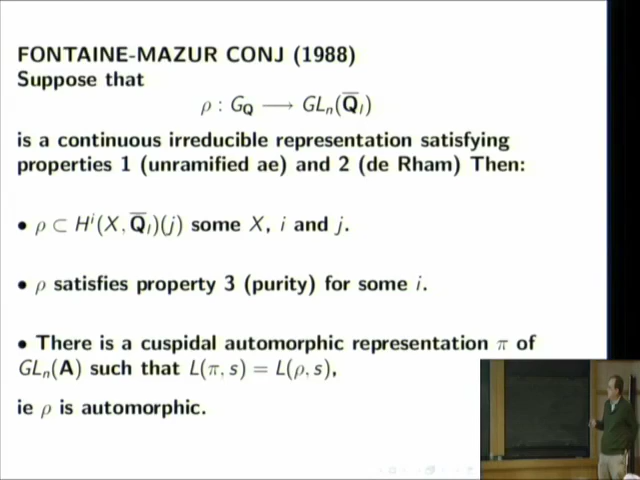 FONTAINE-MAZUR CONJ (1988)
Suppose that
ρ : G_Q ⟶ GL_n(Q̅_l)
is a continuous irreducible representation satisfying
properties 1 (unramified ae) and 2 (de Rham) Then:
• ρ ⊂ H^i(X, Q̅_l)(j) some X, i and j.
• ρ satisfies property 3 (purity) for some i.
• There is a cuspidal automorphic representation π of
GL_n(A) such that L(π, s) = L(ρ, s),
ie ρ is automorphic.